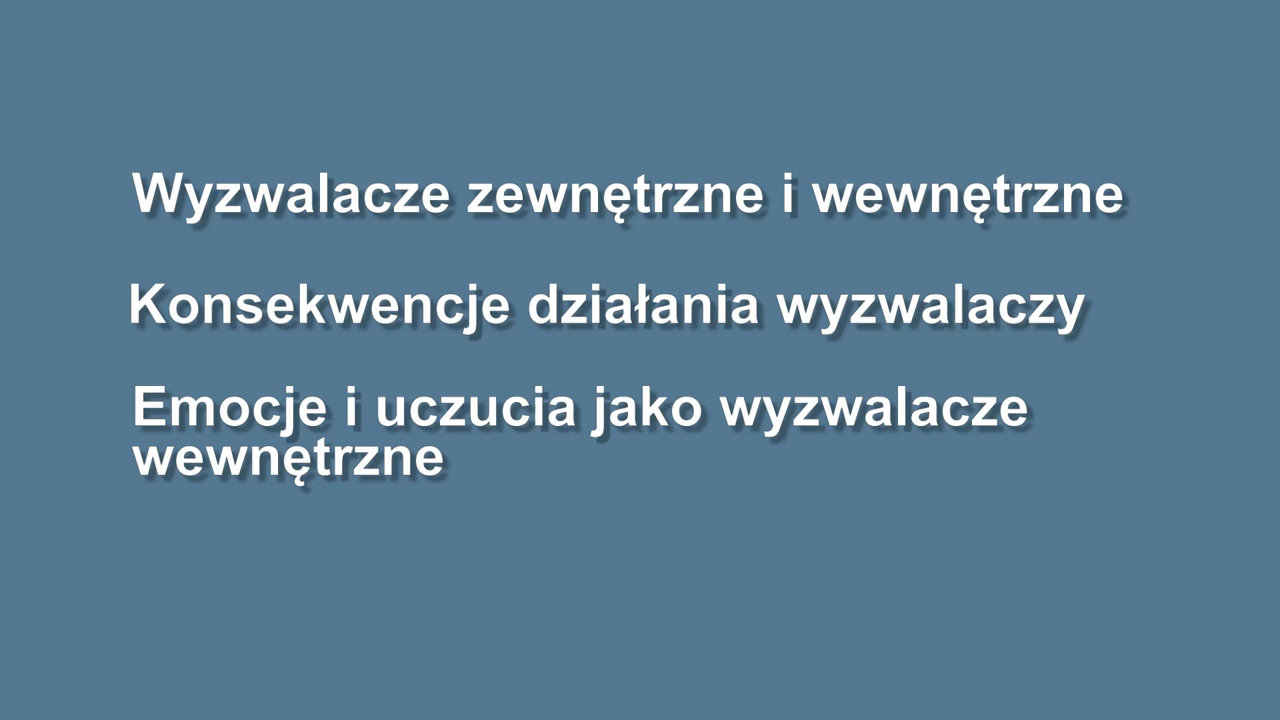 Wyzwalacze zewnętrzne i wewnętrzne
Konsekwencje działania wyzwalaczy
Emocje i uczucia jako wyzwalacze
wewnętrzne